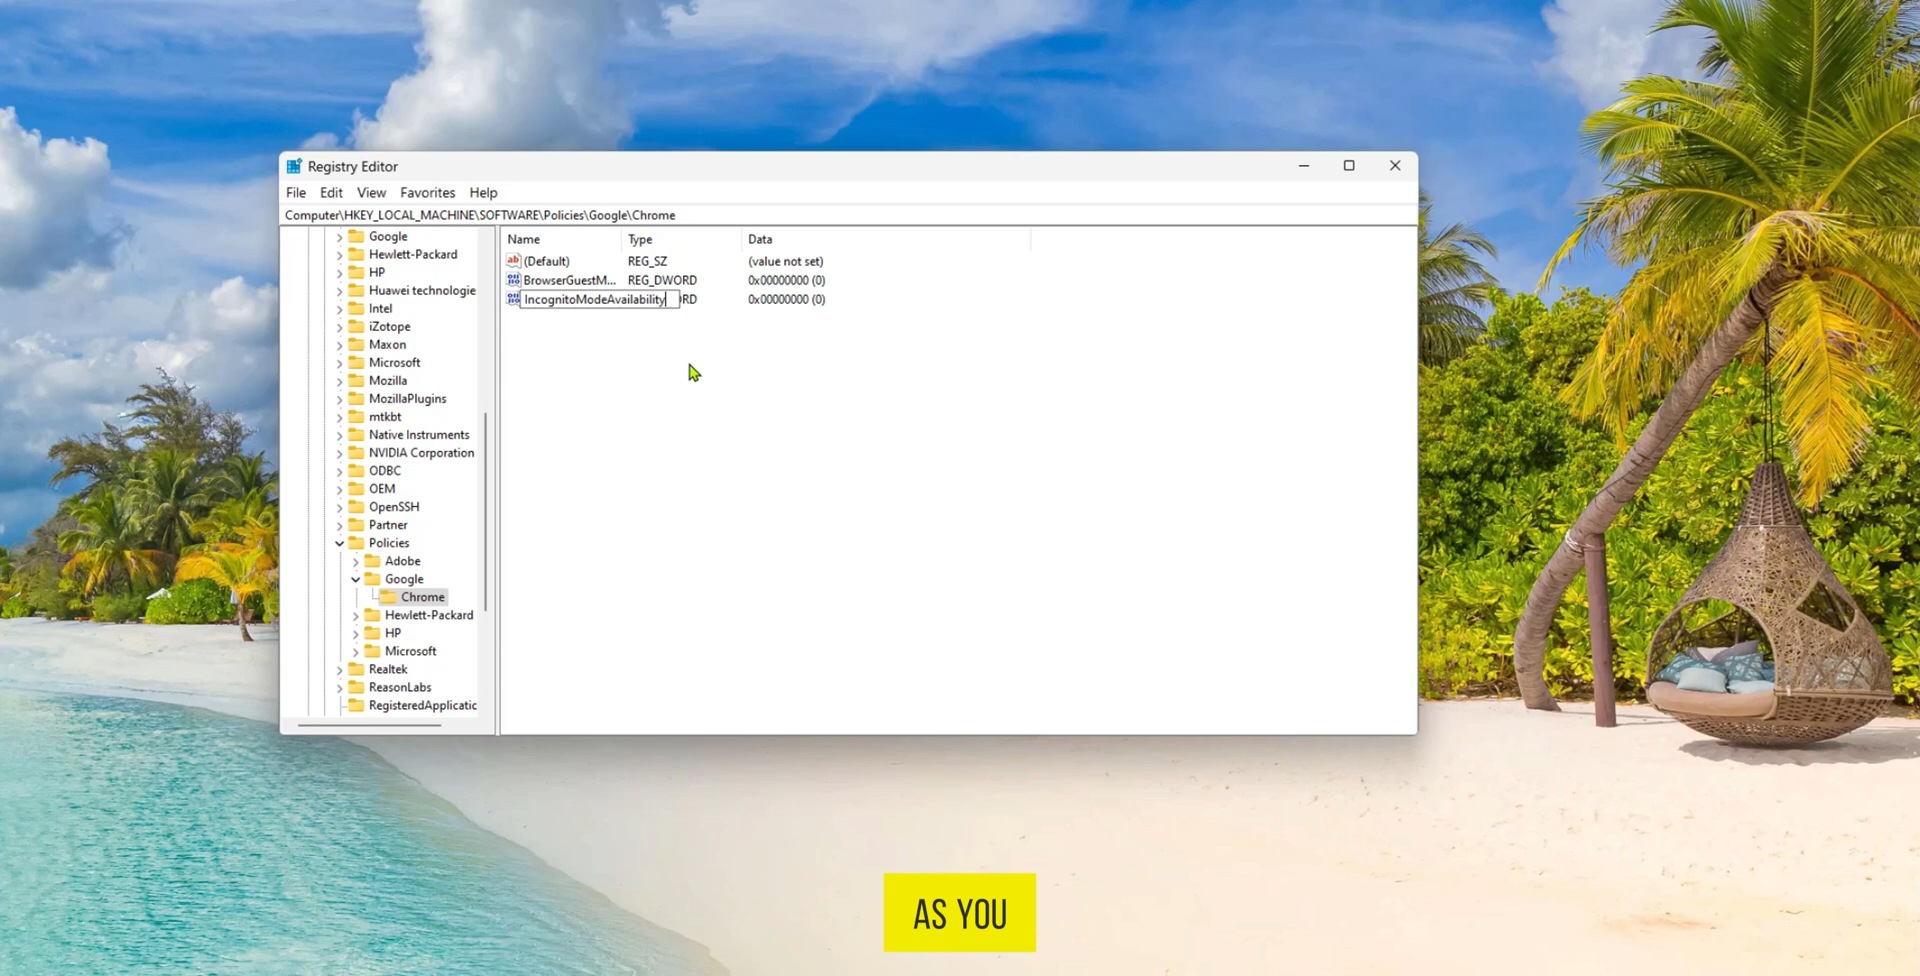 Registry Editor
File Edit View Favorites Help
Computer\HKEY_LOCAL_MACHINE\SOFTWARE\Policies\Google\Chrome
Google
Hewlett-Packard
HP
Huawei technologie
Intel
iZotope
Maxon
Microsoft
Mozilla
MozillaPlugins
mtkbt
Native Instruments
NVIDIA Corporation
ODBC
OEM
OpenSSH
Partner
Policies
Adobe
Google
Chrome
Hewlett-Packard
HP
Microsoft
Realtek
ReasonLabs
RegisteredApplicatic
Name Type Data
(Default) REG_SZ (value not set)
BrowserGuestM... REG_DWORD 0x00000000 (0)
IncognitoModeAvailability ORD 0x00000000 (0)
AS YOU